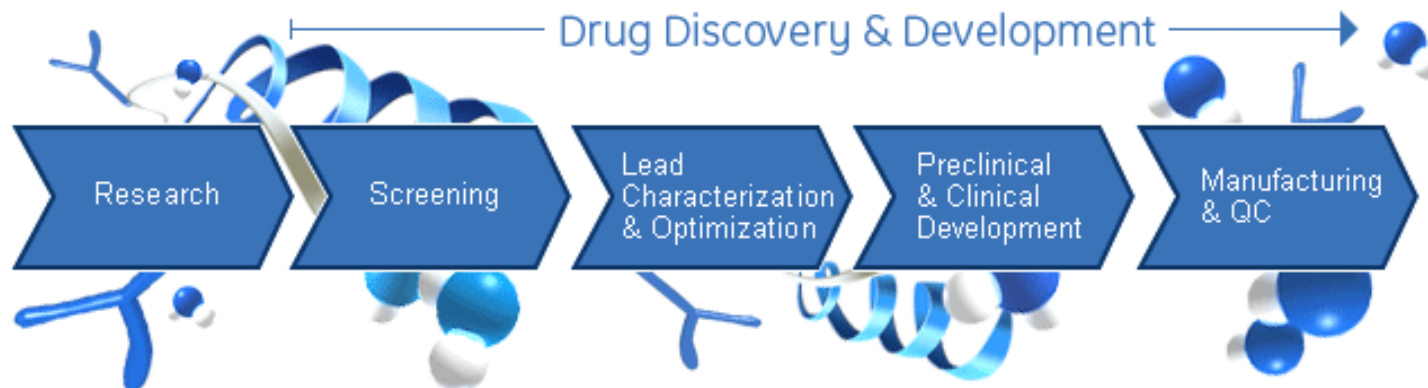 Drug Discovery & Development
Research
Screening
Lead
Characterization
& Optimization
Preclinical
& Clinical
Development
Manufacturing
& QC